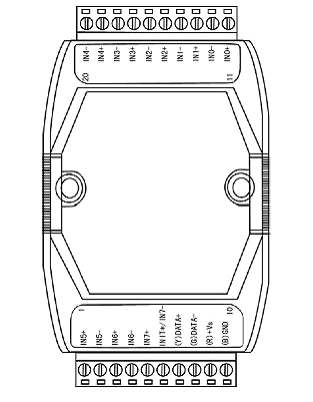 IN4-
IN4+
IN3-
IN3+
IN2-
IN2+
IN1-
IN1+
IN0-
IN0+
20
11
1
10
IN5+
IN5-
IN6+
IN6-
IN7+
INIT*/IN7-
(Y)DATA+
(G)DATA-
(R)+Vs
(B)GND